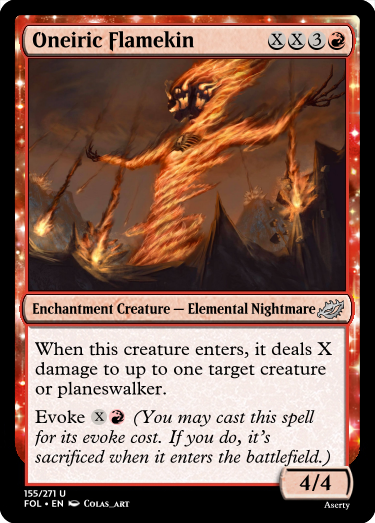 Oneiric Flamekin XX3
Enchantment Creature — Elemental Nightmare
When this creature enters, it deals X
damage to up to one target creature
or planeswalker.
Evoke X (You may cast this spell
for its evoke cost. If you do, it's
sacrificed when it enters the battlefield.)
4/4
155/271 U
FOL • EN Colas_art
Aserty